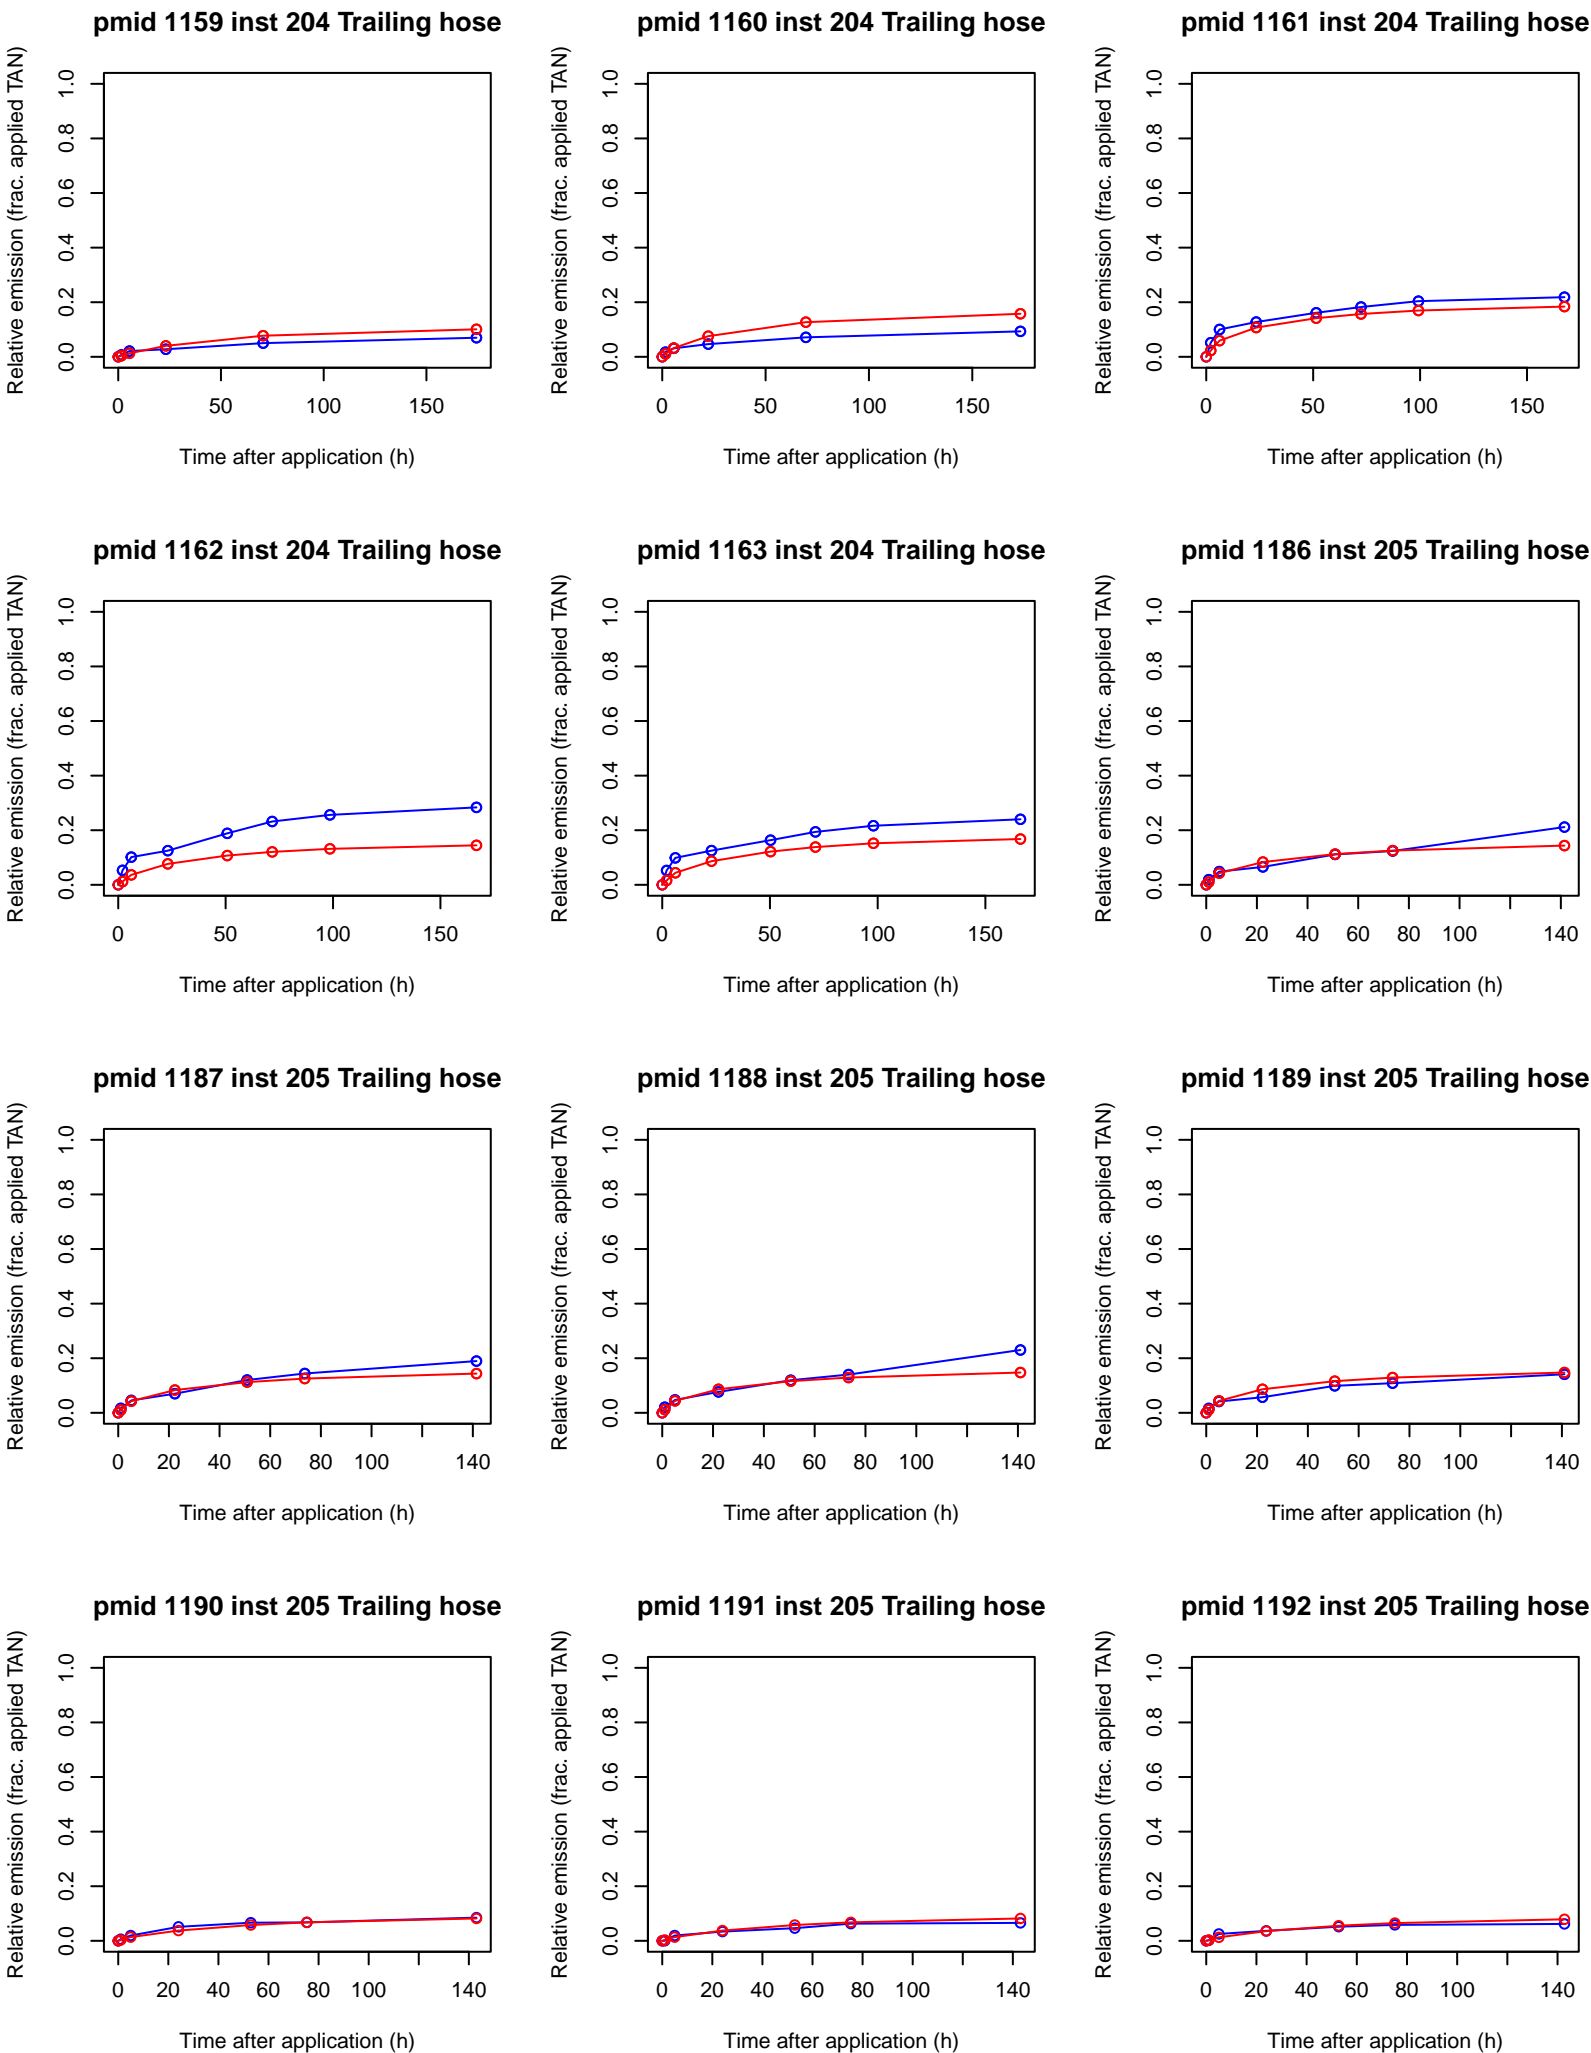 pmid 1159 inst 204 Trailing hose
Relative emission (frac. applied TAN)
1.0
0.8
0.6
0.4
0.2
0.0
0 50 100 150
Time after application (h)
pmid 1160 inst 204 Trailing hose
Relative emission (frac. applied TAN)
1.0
0.8
0.6
0.4
0.2
0.0
0 50 100 150
Time after application (h)
pmid 1161 inst 204 Trailing hose
Relative emission (frac. applied TAN)
1.0
0.8
0.6
0.4
0.2
0.0
0 50 100 150
Time after application (h)
pmid 1162 inst 204 Trailing hose
Relative emission (frac. applied TAN)
1.0
0.8
0.6
0.4
0.2
0.0
0 50 100 150
Time after application (h)
pmid 1163 inst 204 Trailing hose
Relative emission (frac. applied TAN)
1.0
0.8
0.6
0.4
0.2
0.0
0 50 100 150
Time after application (h)
pmid 1186 inst 205 Trailing hose
Relative emission (frac. applied TAN)
1.0
0.8
0.6
0.4
0.2
0.0
0 20 40 60 80 100 140
Time after application (h)
pmid 1187 inst 205 Trailing hose
Relative emission (frac. applied TAN)
1.0
0.8
0.6
0.4
0.2
0.0
0 20 40 60 80 100 140
Time after application (h)
pmid 1188 inst 205 Trailing hose
Relative emission (frac. applied TAN)
1.0
0.8
0.6
0.4
0.2
0.0
0 20 40 60 80 100 140
Time after application (h)
pmid 1189 inst 205 Trailing hose
Relative emission (frac. applied TAN)
1.0
0.8
0.6
0.4
0.2
0.0
0 20 40 60 80 100 140
Time after application (h)
pmid 1190 inst 205 Trailing hose
Relative emission (frac. applied TAN)
1.0
0.8
0.6
0.4
0.2
0.0
0 20 40 60 80 100 140
Time after application (h)
pmid 1191 inst 205 Trailing hose
Relative emission (frac. applied TAN)
1.0
0.8
0.6
0.4
0.2
0.0
0 20 40 60 80 100 140
Time after application (h)
pmid 1192 inst 205 Trailing hose
Relative emission (frac. applied TAN)
1.0
0.8
0.6
0.4
0.2
0.0
0 20 40 60 80 100 140
Time after application (h)